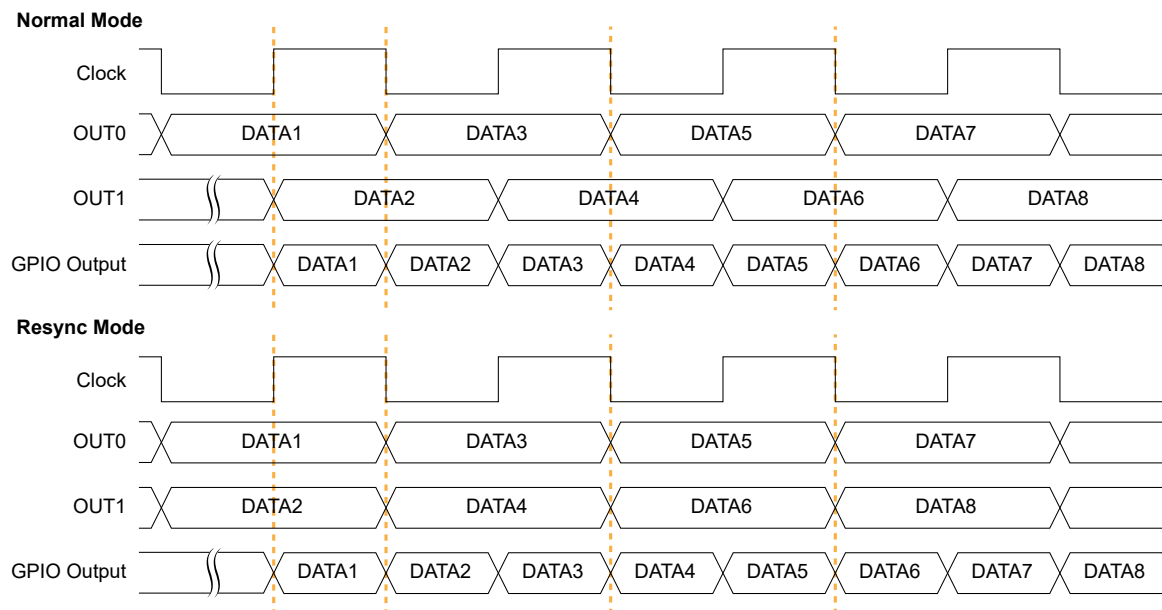 Normal Mode
Clock
OUT0 DATA1 DATA3 DATA5 DATA7
OUT1 DATA2 DATA4 DATA6 DATA8
GPIO Output DATA1 DATA2 DATA3 DATA4 DATA5 DATA6 DATA7 DATA8
Resync Mode
Clock
OUT0 DATA1 DATA3 DATA5 DATA7
OUT1 DATA2 DATA4 DATA6 DATA8
GPIO Output DATA1 DATA2 DATA3 DATA4 DATA5 DATA6 DATA7 DATA8